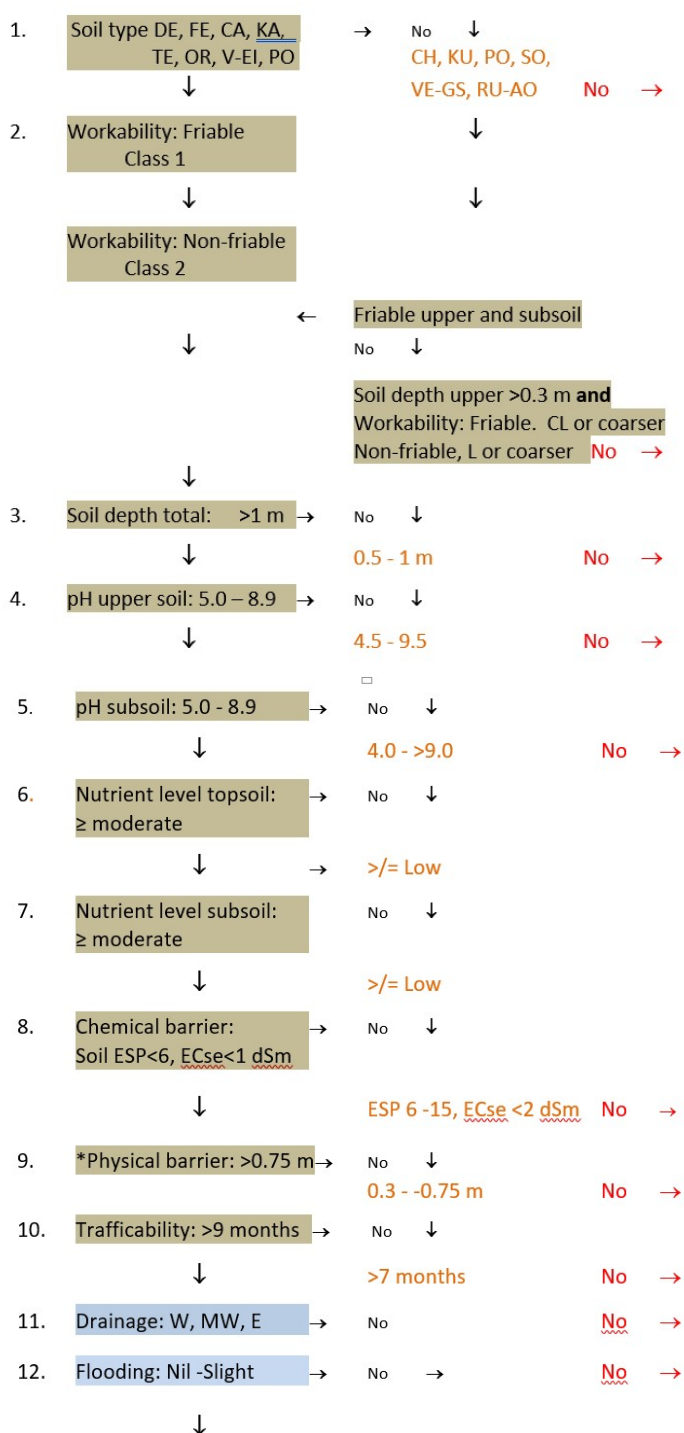 1. Soil type DE, FE, CA, KA, → No ↓
TE, OR, V-EI, PO CH, KU, PO, SO,
↓ VE-GS, RU-AO No →
2. Workability: Friable ↓
Class 1
↓ ↓
Workability: Non-friable
Class 2
← Friable upper and subsoil
↓ No ↓
Soil depth upper >0.3 m and
Workability: Friable. CL or coarser
Non-friable, L or coarser No →
↓
3. Soil depth total: >1 m → No ↓
↓ 0.5 - 1 m No →
4. pH upper soil: 5.0 – 8.9 → No ↓
↓ 4.5 - 9.5 No →
5. pH subsoil: 5.0 - 8.9 → No ↓
↓ 4.0 - >9.0 No →
6. Nutrient level topsoil: → No ↓
≥ moderate
↓ → >/= Low
7. Nutrient level subsoil: No ↓
≥ moderate
↓ >/= Low
8. Chemical barrier: → No ↓
Soil ESP<6, ECse<1 dSm
↓ ESP 6 -15, ECse <2 dSm No →
9. *Physical barrier: >0.75 m→ No ↓
0.3 - -0.75 m No →
10. Trafficability: >9 months → No ↓
↓ >7 months No →
11. Drainage: W, MW, E → No No →
12. Flooding: Nil -Slight → No → No →
↓